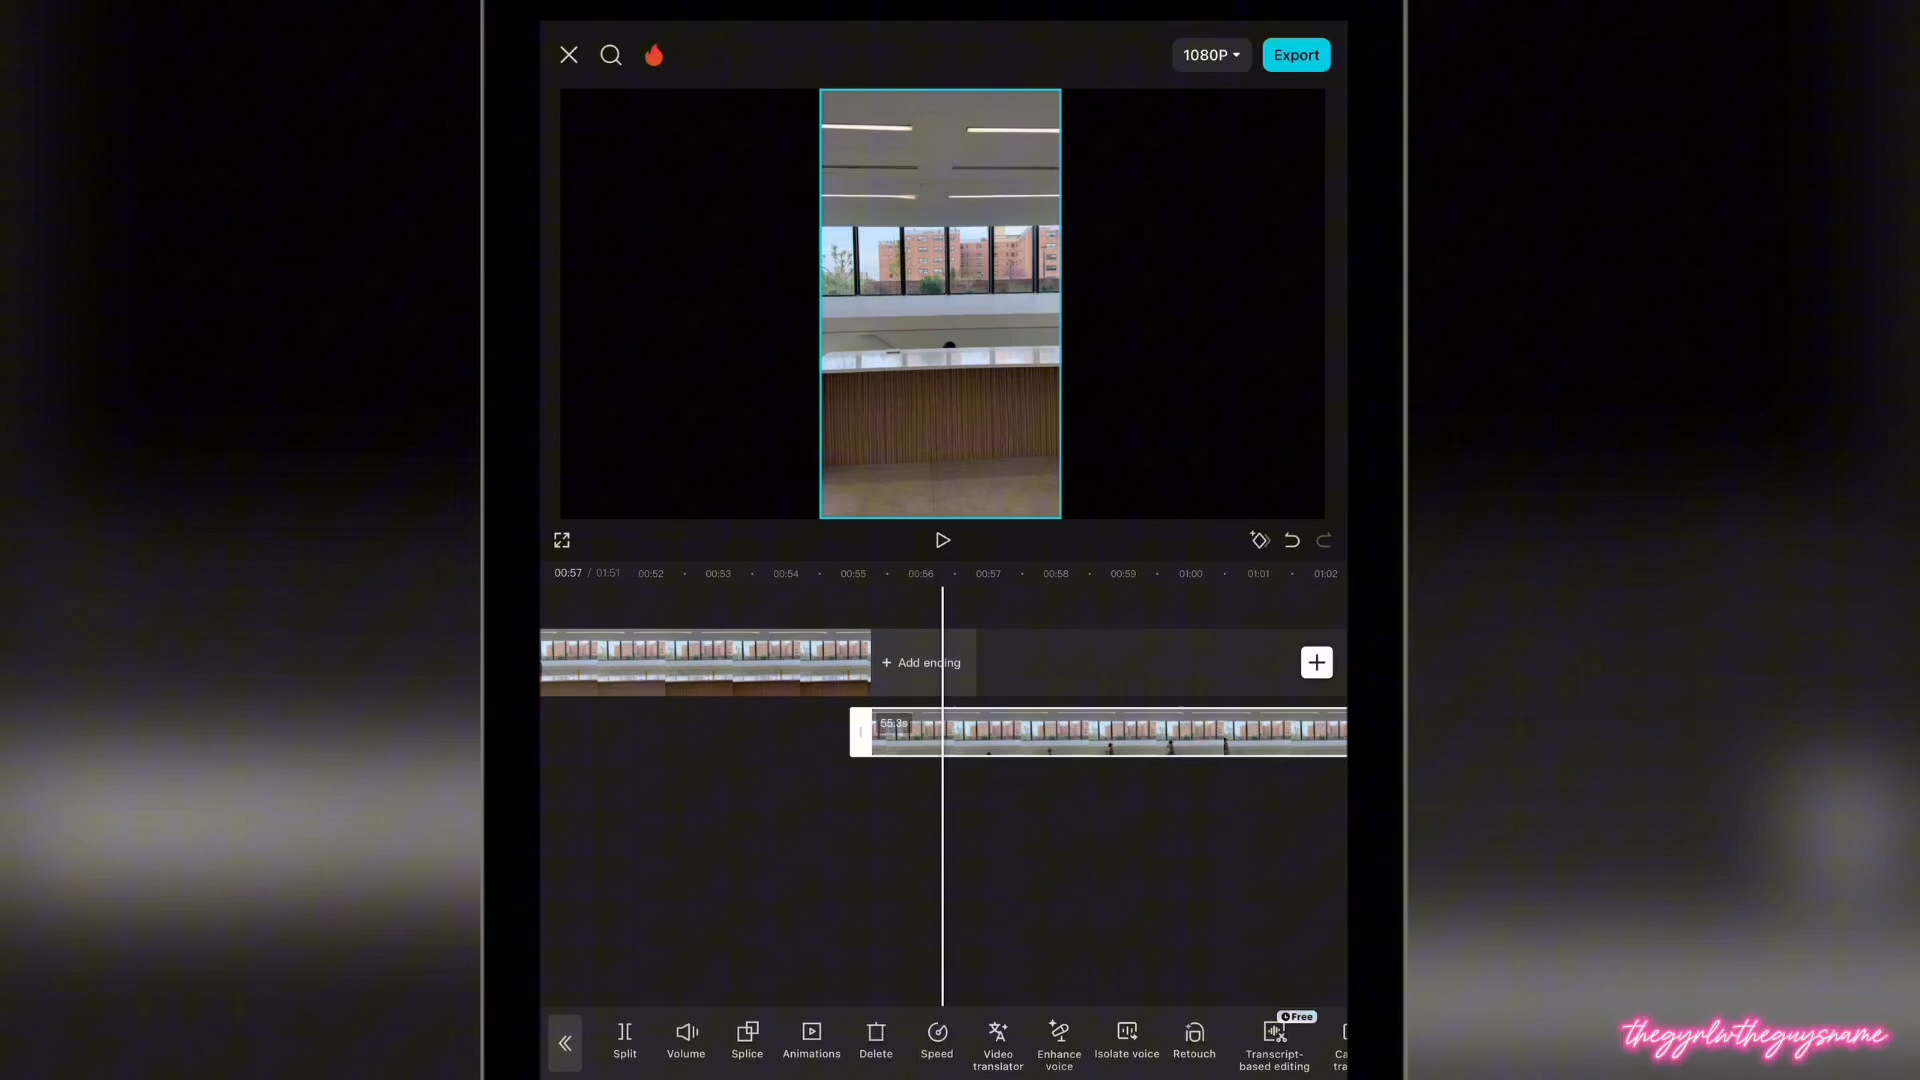 1080P
Export
00:57 / 01:51 00:52 00:53 00:54 00:55 00:56 00:57 00:58 00:59 01:00 01:01 01:02
+ Add ending
55.3s
Free
Split
Volume
Splice
Animations
Delete
Speed
Video translator
Enhance voice
Isolate voice
Retouch
Transcript-based editing
Ca
tra
thegyrlwtheguysname